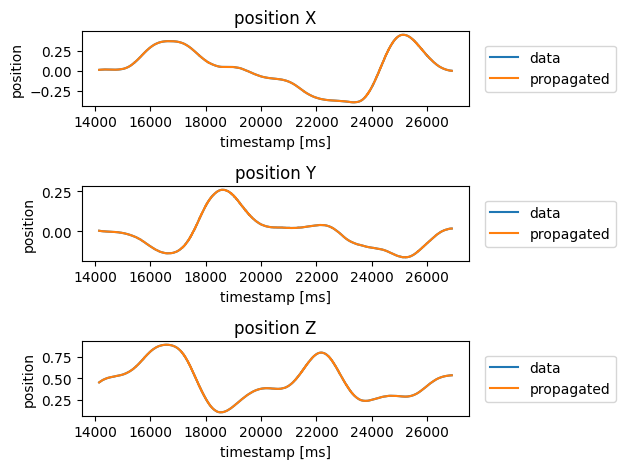 position X
position
0.25
0.00
−0.25
14000 16000 18000 20000 22000 24000 26000
timestamp [ms]
data
propagated
position Y
position
0.25
0.00
14000 16000 18000 20000 22000 24000 26000
timestamp [ms]
data
propagated
position Z
position
0.75
0.50
0.25
14000 16000 18000 20000 22000 24000 26000
timestamp [ms]
data
propagated